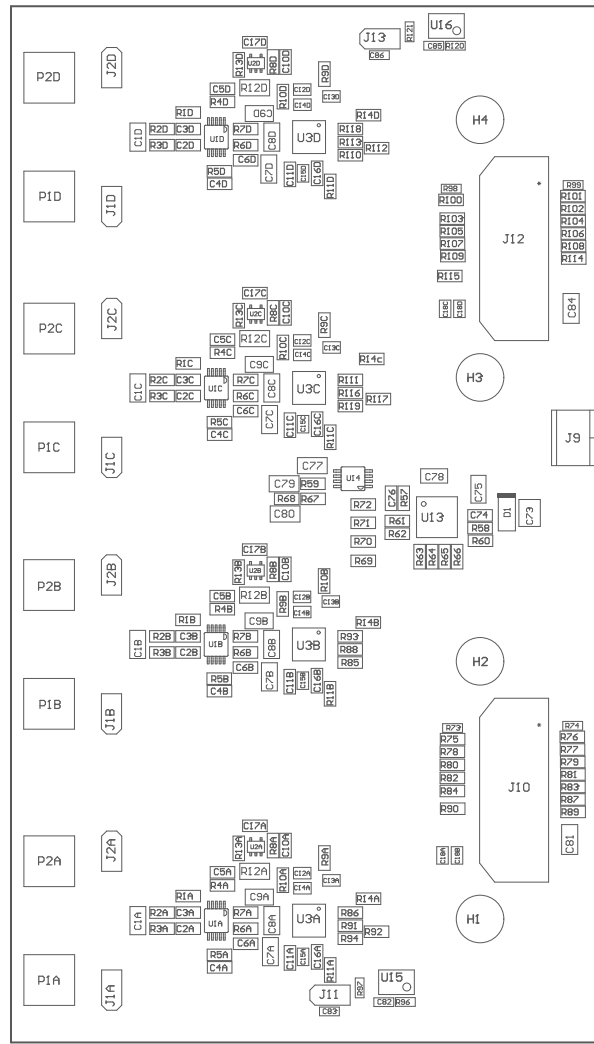 C17D
J13
R121
U16
C85 R120
C86
P2D
J2D
R13D
U2D
R8D
C10D
R9D
C5D
R12D
R10D
C12D
C13D
R4D
C14D
R1D
C9D
R14D
H4
C1D
R2D C3D
U1D
R7D
C8D
U3D
R118
R3D C2D
R6D
R113
R112
R110
C6D
P1D
J1D
R5D
C7D
C11D
C15D
C16D
R11D
C4D
R98
R99
R100
R101
R102
R103
J12
R104
R105
R106
R107
R108
R109
R114
R115
C18C
C18D
C84
C17C
P2C
J2C
R13C
U2C
R8C
C10C
R9C
C5C
R12C
R10C
C12C
C13C
R4C
C14C
R1C
C9C
R14c
H3
C1C
R2C C3C
U1C
R7C
C8C
U3C
R111
R3C C2C
R6C
R116
R117
R119
C6C
P1C
J1C
R5C
C7C
C11C
C15C
C16C
R11C
C4C
J9
C77
U14
C78
C79 R59
C76
R57
C75
R68 R67
R72
U13
D1
C73
C80
C74
R71
R61
R58
R62
R60
R70
R69
R63
R64
R65
R66
C17B
P2B
J2B
R13B
U2B
R8B
C10B
R10B
C5B
R12B
R9B
C12B
C13B
R4B
C14B
R1B
C9B
R14B
C1B
R2B C3B
U1B
R7B
C8B
U3B
R93
R3B C2B
R6B
R88
R85
H2
C6B
P1B
J1B
R5B
C7B
C11B
C15B
C16B
R11B
C4B
R73
R74
R75
R76
R78
R77
R80
R79
R82
J10
R81
R84
R83
R87
R90
R89
C18A
C18B
C81
C17A
P2A
J2A
R13A
U2A
R8A
C10A
R9A
C5A
R12A
R10A
C12A
C13A
R4A
C14A
R1A
C9A
R14A
C1A
R2A C3A
U1A
R7A
C8A
U3A
R86
H1
R3A C2A
R6A
R91
R92
R94
C6A
P1A
J1A
R5A
C7A
C11A
C15A
C16A
R11A
C4A
J11
R97
U15
C82 R96
C83